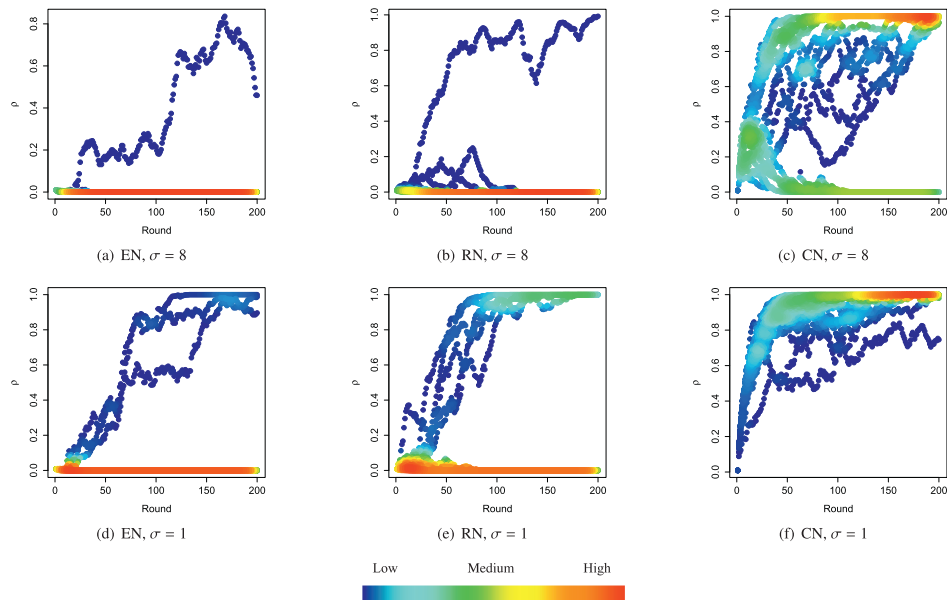 0.8
0.6
0.4
0.2
0.0
ρ
0 50 100 150 200
Round
(a) EN, σ = 8
1.0
0.8
0.6
0.4
0.2
0.0
ρ
0 50 100 150 200
Round
(b) RN, σ = 8
1.0
0.8
0.6
0.4
0.2
0.0
ρ
0 50 100 150 200
Round
(c) CN, σ = 8
1.0
0.8
0.6
0.4
0.2
0.0
ρ
0 50 100 150 200
Round
(d) EN, σ = 1
1.0
0.8
0.6
0.4
0.2
0.0
ρ
0 50 100 150 200
Round
(e) RN, σ = 1
1.0
0.8
0.6
0.4
0.2
0.0
ρ
0 50 100 150 200
Round
(f) CN, σ = 1
Low Medium High